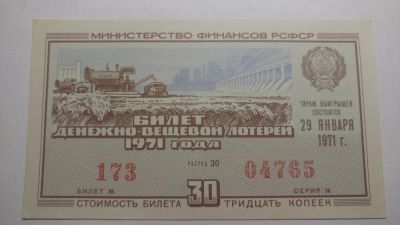 МИНИСТЕРСТВО ФИНАНСОВ РСФСР
ТИРАЖ ВЫИГРЫШЕЙ
СОСТОИТСЯ
29 ЯНВАРЯ
1971 г.
БИЛЕТ
ДЕНЕЖНО-ВЕЩЕВОЙ ЛОТЕРЕИ
1971 ГОДА
РАЗРЯД 30
173
04765
БИЛЕТ №
30
СЕРИЯ №
СТОИМОСТЬ БИЛЕТА
ТРИДЦАТЬ КОПЕЕК